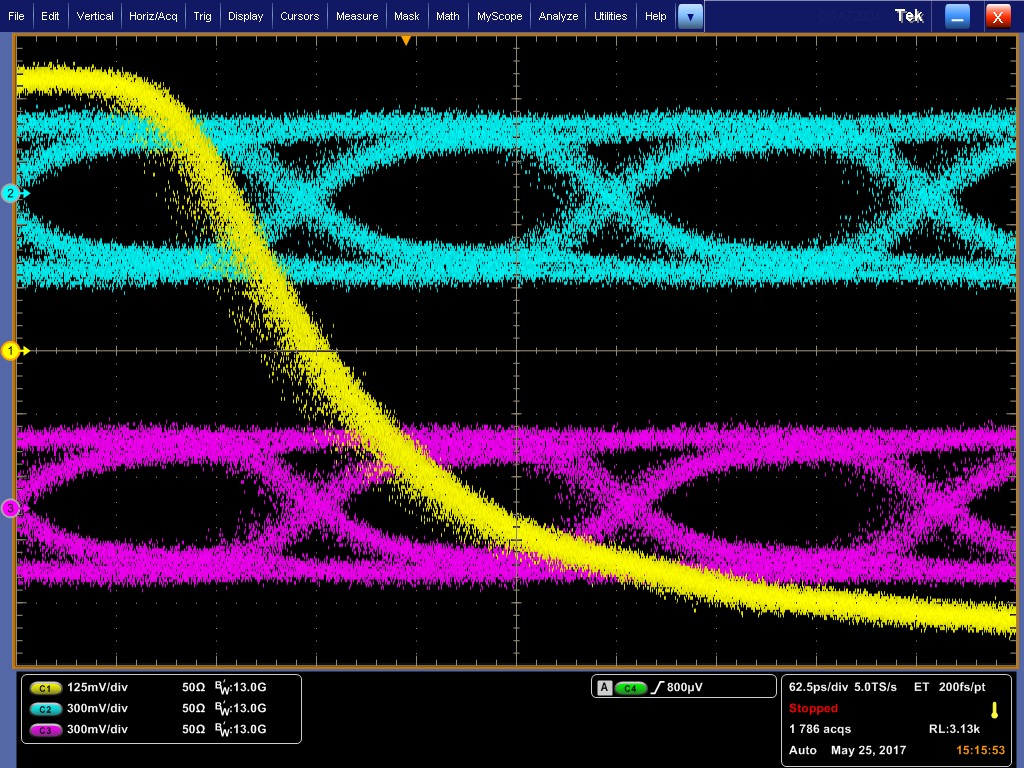 File Edit Vertical Horiz/Acq Trig Display Cursors Measure Mask Math MyScope Analyze Utilities Help Tek X
2
1
3
C1 125mV/div 50Ω B'W:13.0G
C2 300mV/div 50Ω B'W:13.0G
C3 300mV/div 50Ω B'W:13.0G
A C4 800µV
62.5ps/div 5.0TS/s ET 200fs/pt
Stopped
1 786 acqs RL:3.13k
Auto May 25, 2017 15:15:53